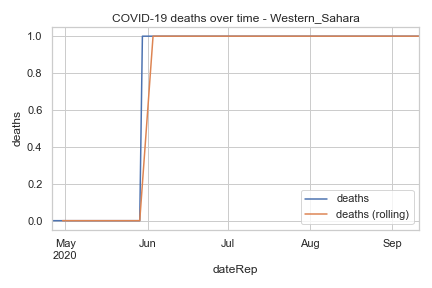 COVID-19 deaths over time - Western_Sahara
1.0
0.8
0.6
0.4
0.2
0.0
deaths
deaths
deaths (rolling)
May
2020
Jun
Jul
Aug
Sep
dateRep